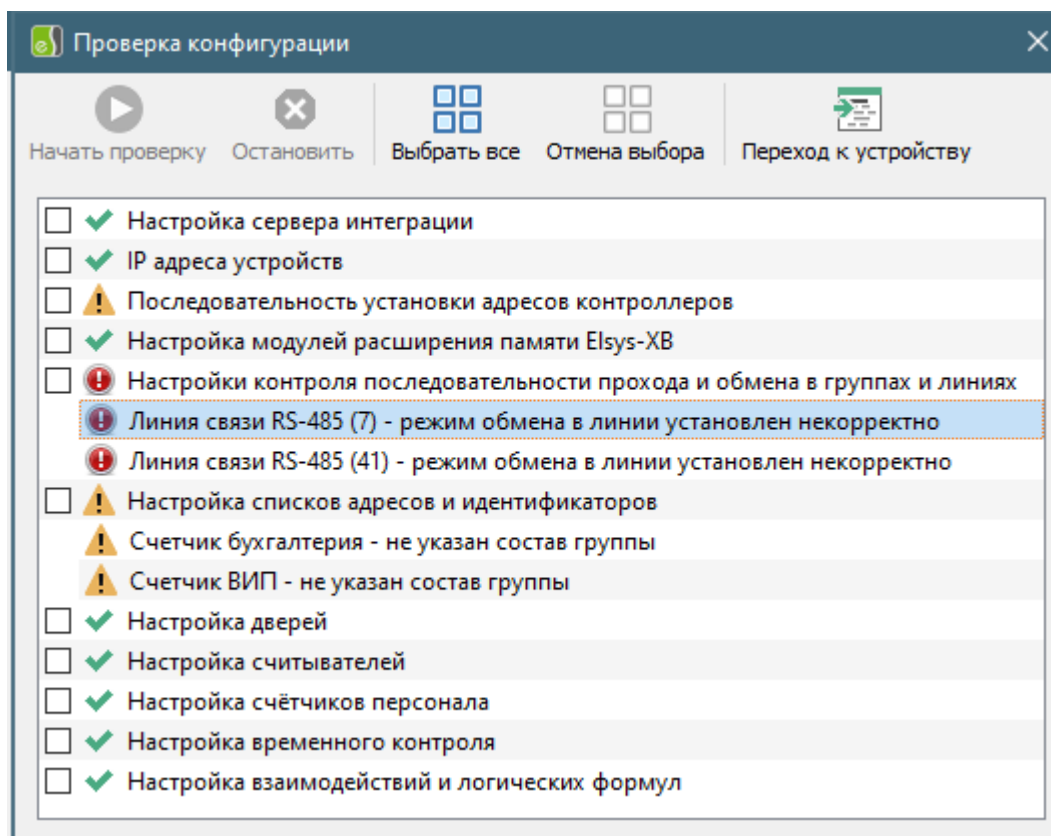 eS Проверка конфигурации
Начать проверку Остановить Выбрать все Отмена выбора Переход к устройству
Настройка сервера интеграции
IP адреса устройств
Последовательность установки адресов контроллеров
Настройка модулей расширения памяти Elsys-XB
Настройки контроля последовательности прохода и обмена в группах и линиях
Линия связи RS-485 (7) - режим обмена в линии установлен некорректно
Линия связи RS-485 (41) - режим обмена в линии установлен некорректно
Настройка списков адресов и идентификаторов
Счетчик бухгалтерия - не указан состав группы
Счетчик ВИП - не указан состав группы
Настройка дверей
Настройка считывателей
Настройка счётчиков персонала
Настройка временного контроля
Настройка взаимодействий и логических формул